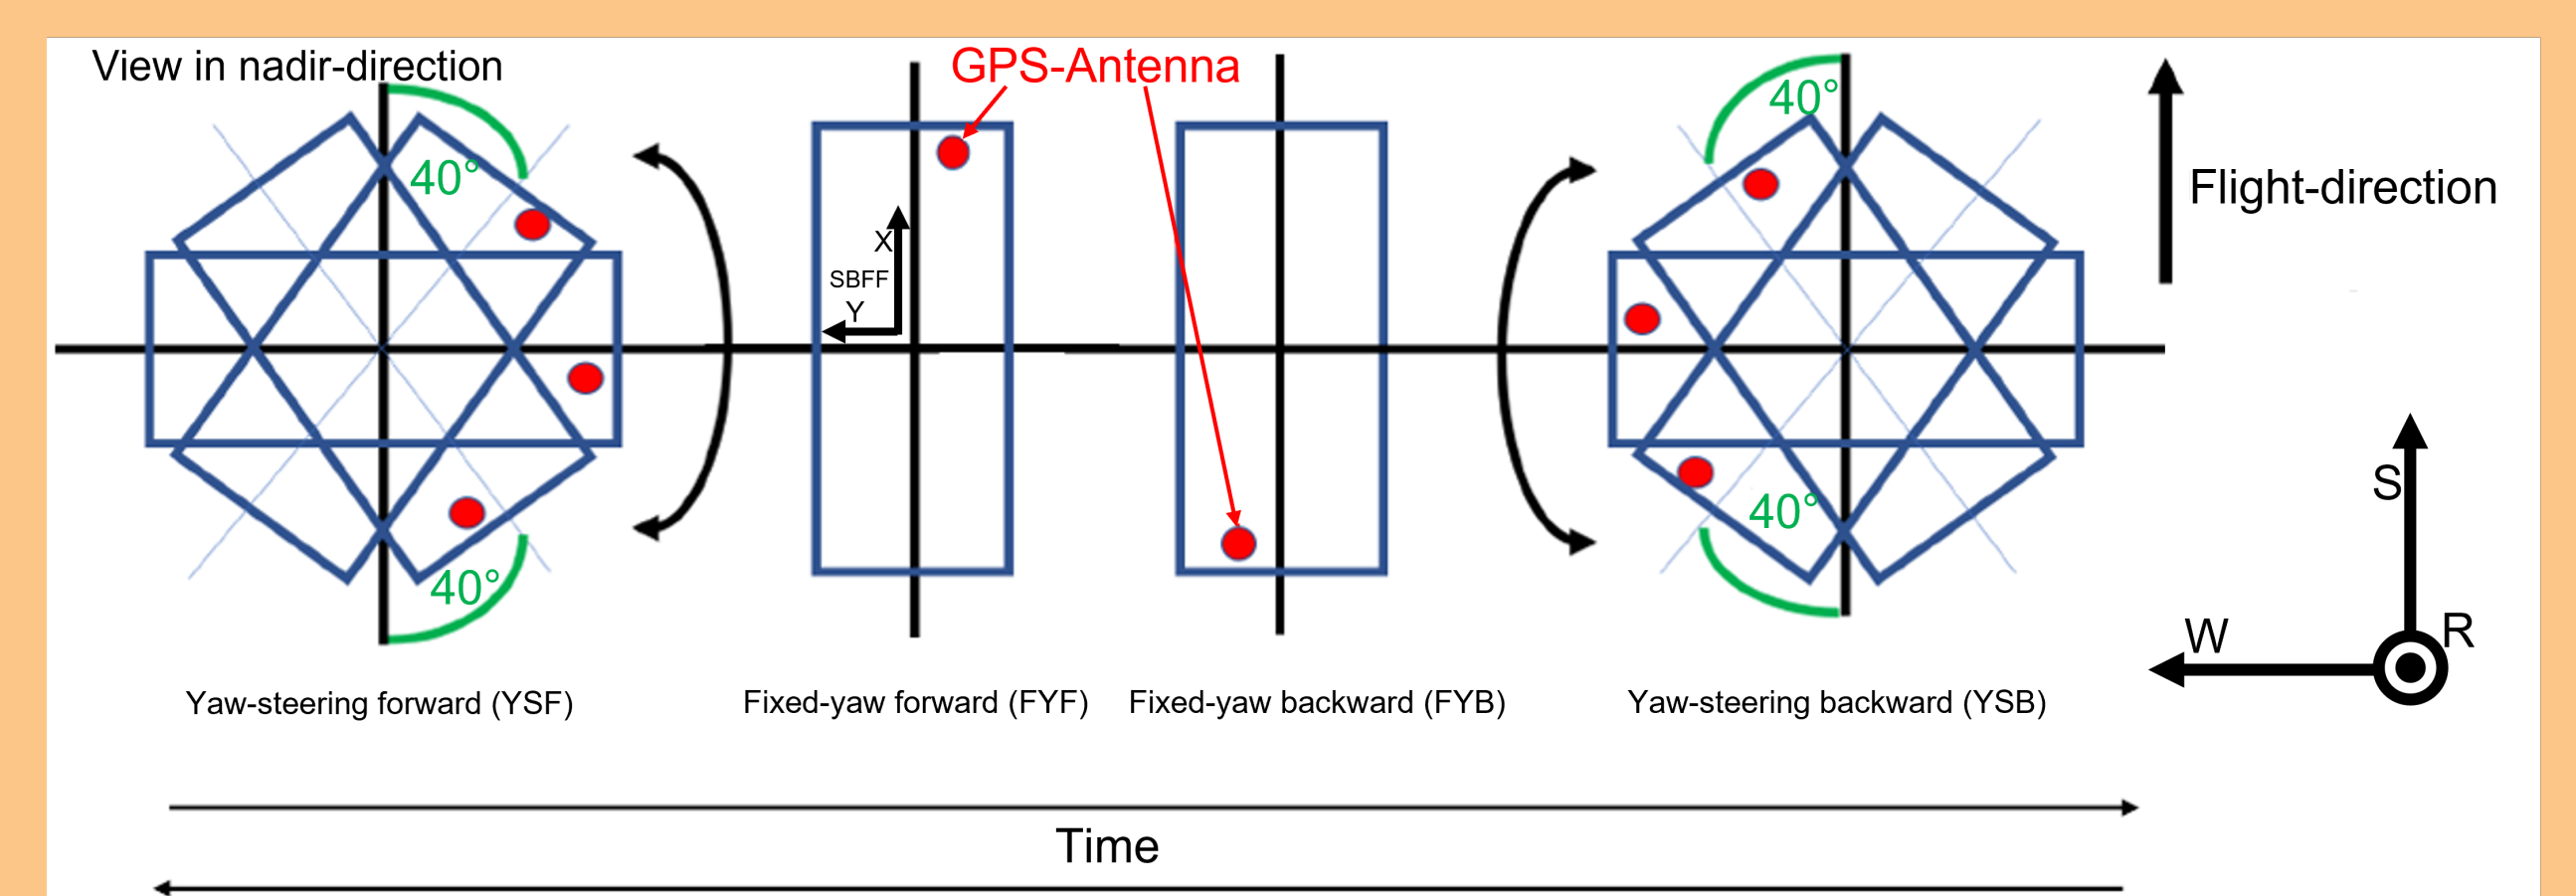 View in nadir-direction
GPS-Antenna
40°
40°
40°
40°
X
SBFF
Y
Flight-direction
S
W
R
Yaw-steering forward (YSF)
Fixed-yaw forward (FYF)
Fixed-yaw backward (FYB)
Yaw-steering backward (YSB)
Time